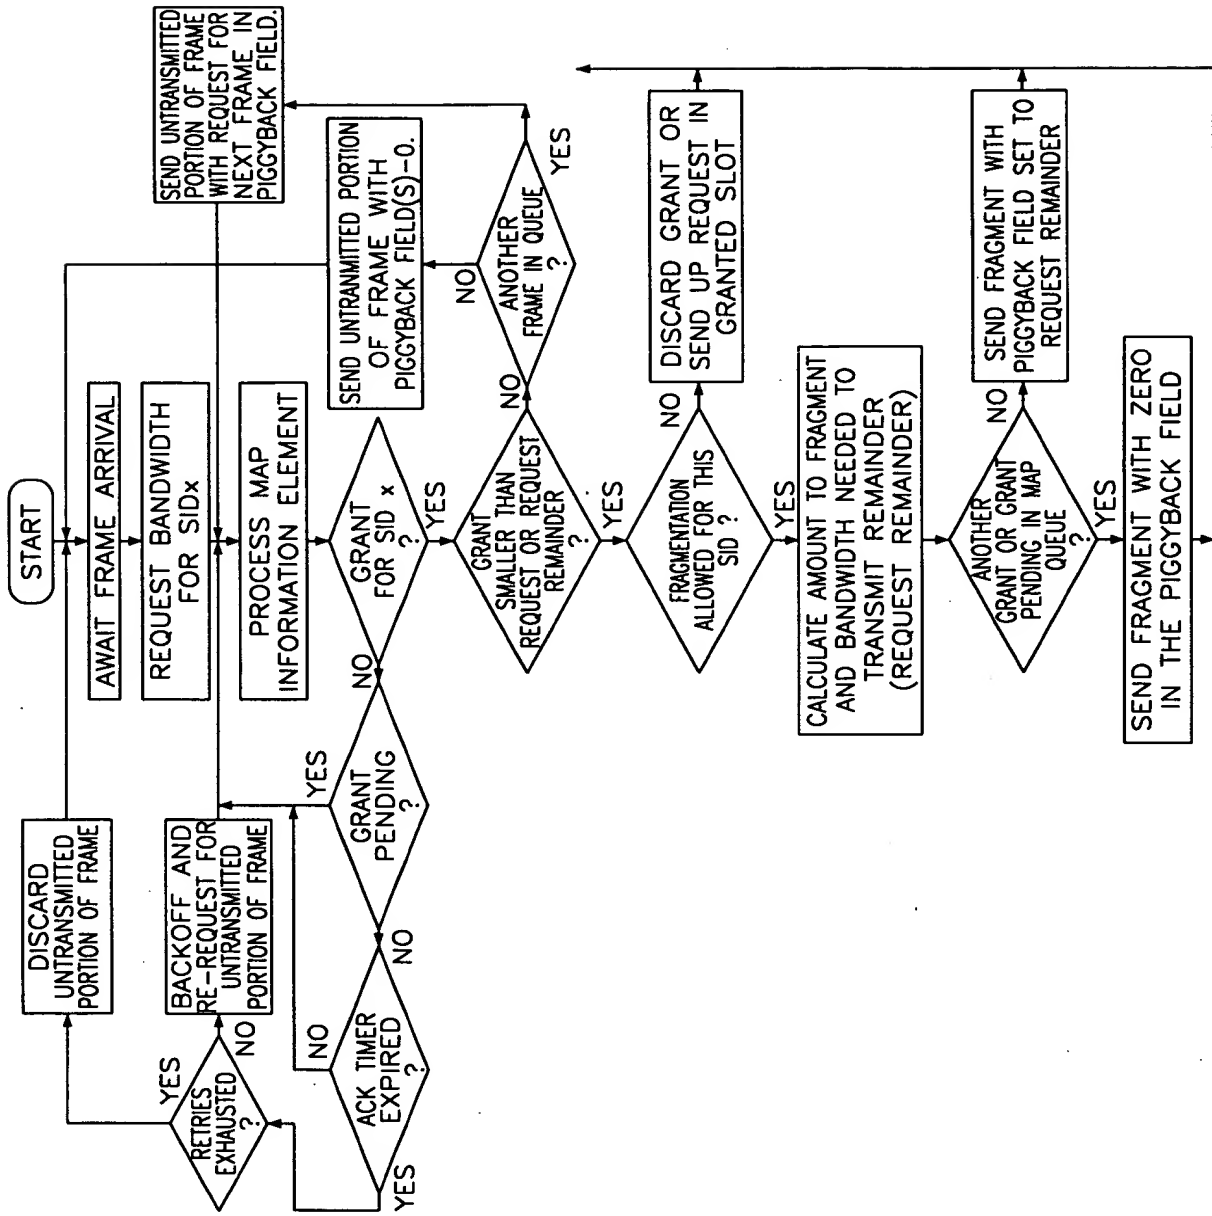 START
AWAIT FRAME ARRIVAL
REQUEST BANDWIDTH
FOR SIDx
PROCESS MAP
INFORMATION ELEMENT
GRANT
FOR SID x
?
NO
YES
GRANT
PENDING
?
YES
NO
ACK TIMER
EXPIRED
?
NO
YES
RETRIES
EXHAUSTED
?
YES
NO
DISCARD
UNTRANSMITTED
PORTION OF FRAME
BACKOFF AND
RE-REQUEST FOR
UNTRANSMITTED
PORTION OF FRAME
GRANT
SMALLER THAN
REQUEST OR REQUEST
REMAINDER
?
NO
YES
ANOTHER
FRAME IN QUEUE
?
NO
YES
SEND UNTRANMITTED PORTION
OF FRAME WITH
PIGGYBACK FIELD(S)-0.
SEND UNTRANSMITTED
PORTION OF FRAME
WITH REQUEST FOR
NEXT FRAME IN
PIGGYBACK FIELD.
FRAGMENTATION
ALLOWED FOR THIS
SID ?
NO
YES
DISCARD GRANT OR
SEND UP REQUEST IN
GRANTED SLOT
CALCULATE AMOUNT TO FRAGMENT
AND BANDWIDTH NEEDED TO
TRANSMIT REMAINDER
(REQUEST REMAINDER)
ANOTHER
GRANT OR GRANT
PENDING IN MAP
QUEUE
?
NO
YES
SEND FRAGMENT WITH
PIGGYBACK FIELD SET TO
REQUEST REMAINDER
SEND FRAGMENT WITH ZERO
IN THE PIGGYBACK FIELD